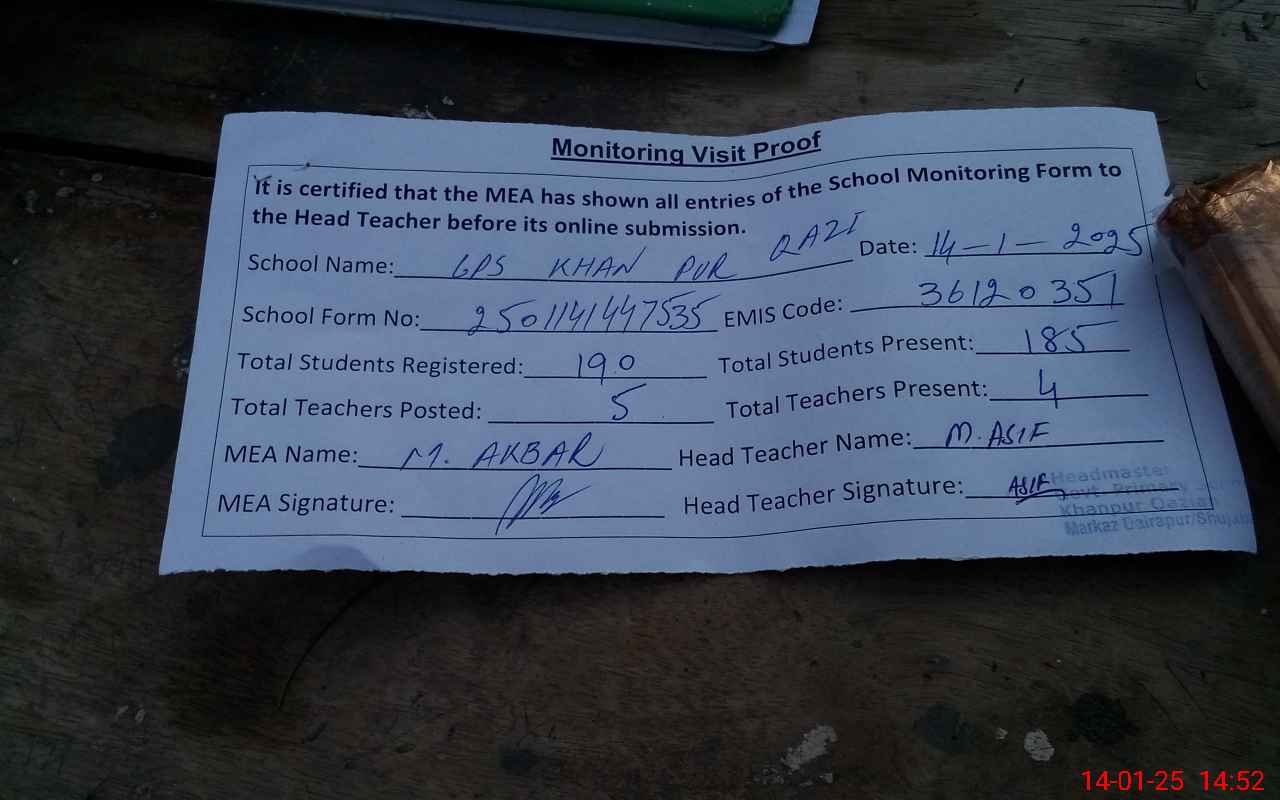 Monitoring Visit Proof
It is certified that the MEA has shown all entries of the School Monitoring Form to
the Head Teacher before its online submission.
School Name: GPS KHAN PUR QAZI Date: 14-1-2025
School Form No: 2501141447535 EMIS Code: 36120351
Total Students Registered: 190 Total Students Present: 185
Total Teachers Posted: 5 Total Teachers Present: 4
MEA Name: M. AKBAR Head Teacher Name: M. ASIF
MEA Signature: Head Teacher Signature: ASIF
Headmaster
Govt. Primary
Khanpur Qazian
Markaz
14-01-25 14:52